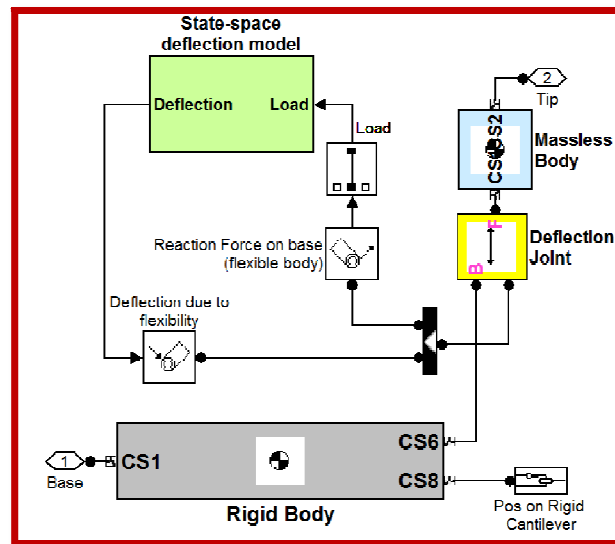 State-space
deflection model
Deflection
Load
Load
2
Tip
CS2
Massless
Body
Reaction Force on base
(flexible body)
F
B
Deflection
Joint
Deflection due to
flexibility
1
Base
CS1
CS6
CS8
Rigid Body
Pos on Rigid
Cantilever